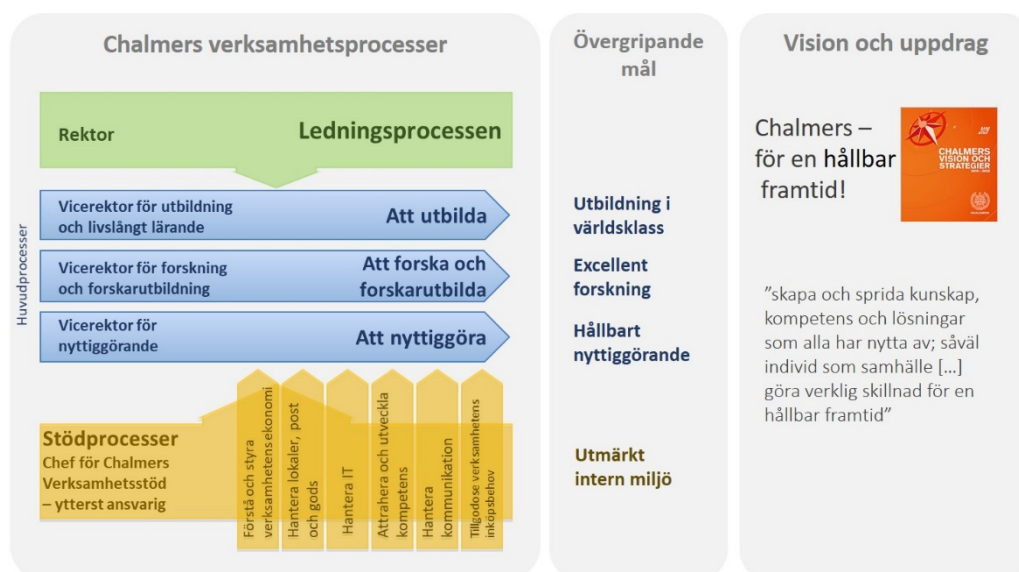 Chalmers verksamhetsprocesser
Rektor
Ledningsprocessen
Huvudprocesser
Vicerektor för utbildning
och livslångt lärande
Att utbilda
Vicerektor för forskning
och forskarutbildning
Att forska och
forskarutbilda
Vicerektor för
nyttiggörande
Att nyttiggöra
Stödprocesser
Chef för Chalmers
Verksamhetsstöd
– ytterst ansvarig
Förstå och styra
verksamhetens ekonomi
Hantera lokaler, post
och gods
Hantera IT
Attrahera och utveckla
kompetens
Hantera
kommunikation
Tillgodose verksamhetens
inköpsbehov
Övergripande
mål
Utbildning i
världsklass
Excellent
forskning
Hållbart
nyttiggörande
Utmärkt
intern miljö
Vision och uppdrag
Chalmers –
för en hållbar
framtid!
CHALMERS
VISION OCH
STRATEGIER
”skapa och sprida kunskap,
kompetens och lösningar
som alla har nytta av; såväl
individ som samhälle [...]
göra verklig skillnad för en
hållbar framtid”